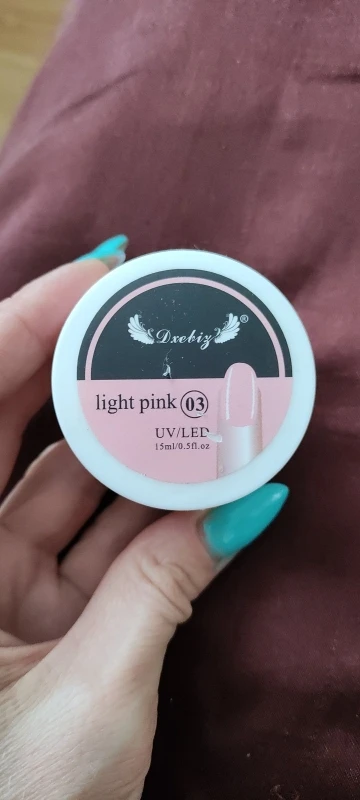 Dxebiz®
light pink 03
UV/LED
15ml/0.5fl.oz